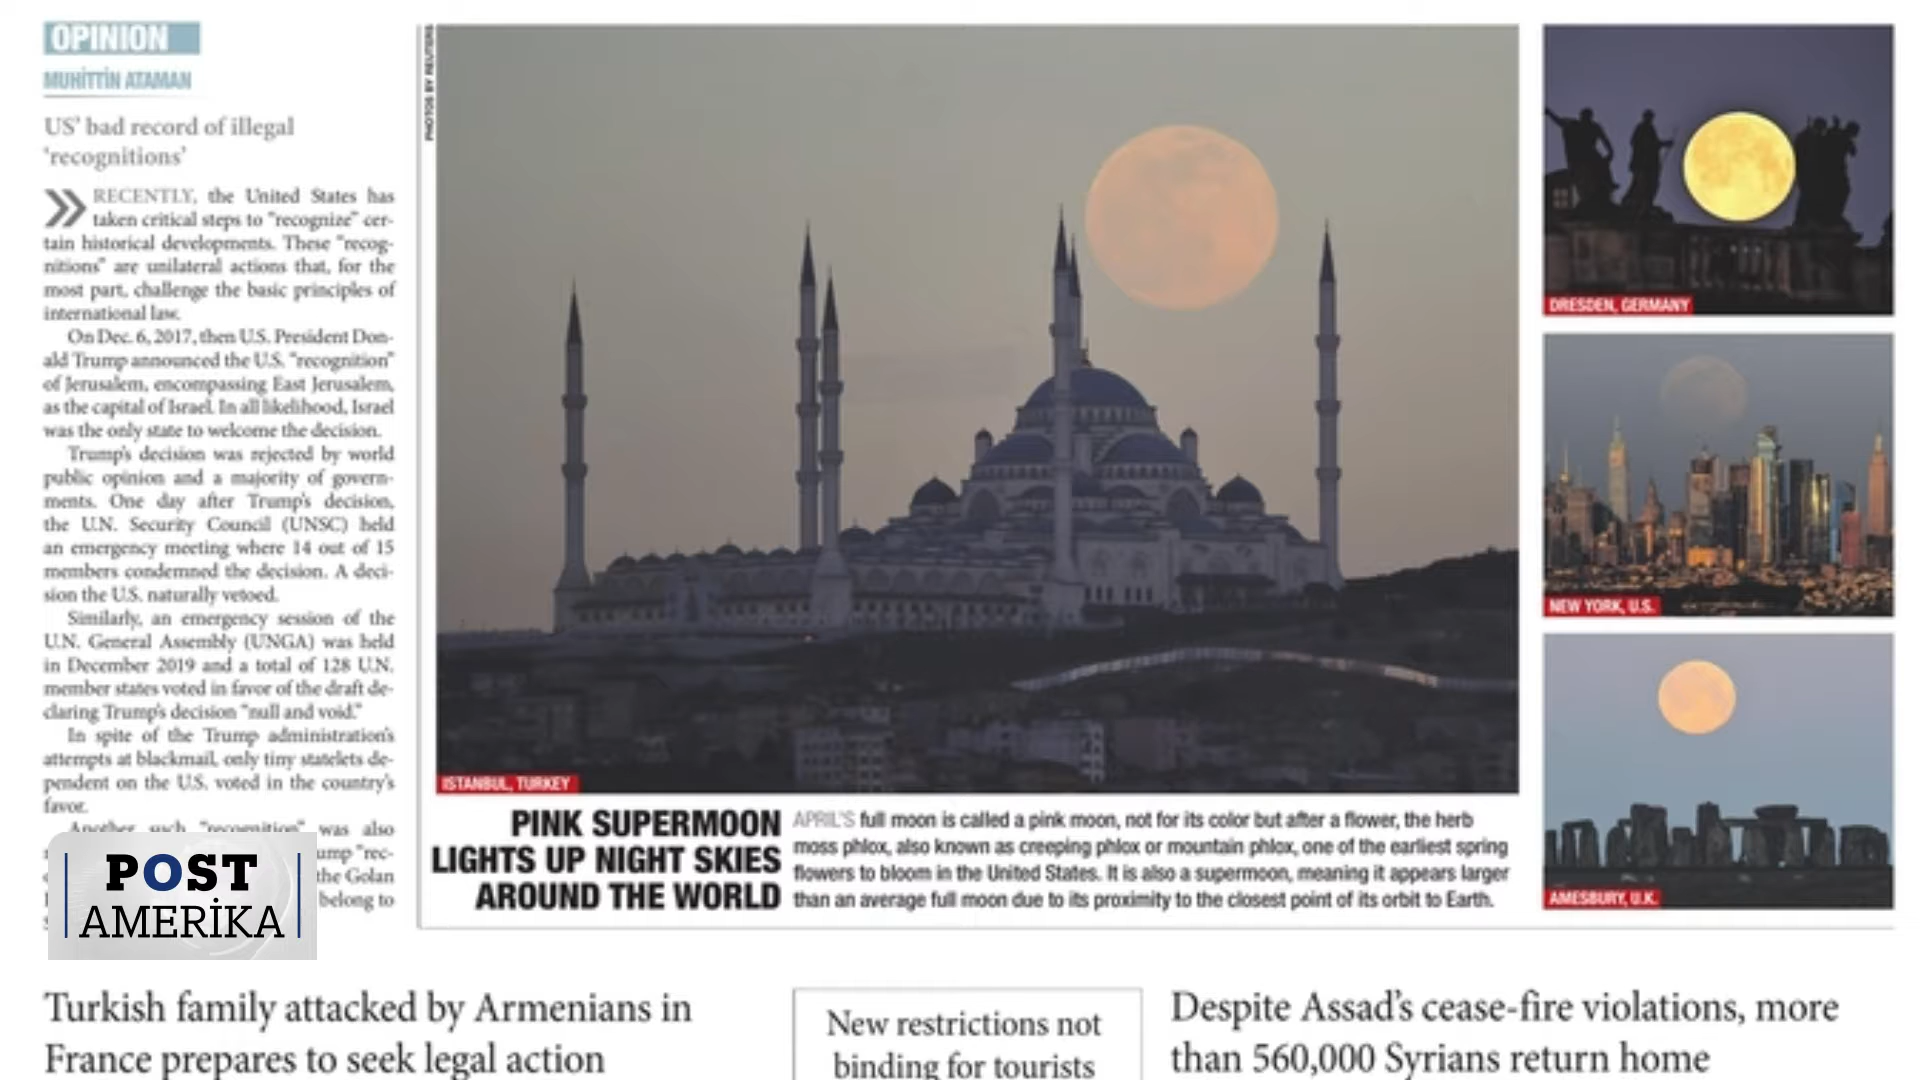 OPINION
MUHİTTİN ATAMAN
US' bad record of illegal
'recognitions'
RECENTLY, the United States has
taken critical steps to "recognize" cer-
tain historical developments. These "recog-
nitions" are unilateral actions that, for the
most part, challenge the basic principles of
international law.
On Dec. 6, 2017, then U.S. President Don-
ald Trump announced the U.S. "recognition"
of Jerusalem, encompassing East Jerusalem,
as the capital of Israel. In all likelihood, Israel
was the only state to welcome the decision.
Trump's decision was rejected by world
public opinion and a majority of govern-
ments. One day after Trump's decision,
the U.N. Security Council (UNSC) held
an emergency meeting where 14 out of 15
members condemned the decision. A deci-
sion the U.S. naturally vetoed.
Similarly, an emergency session of the
U.N. General Assembly (UNGA) was held
in December 2019 and a total of 128 U.N.
member states voted in favor of the draft de-
claring Trump's decision "null and void."
In spite of the Trump administration's
attempts at blackmail, only tiny statelets de-
pendent on the U.S. voted in the country's
favor.
Another such "recognition" was also
ump "rec-
the Golan
belong to
POST
AMERİKA
PHOTOS BY REUTERS
ISTANBUL, TURKEY
DRESDEN, GERMANY
NEW YORK, U.S.
AMESBURY, U.K.
PINK SUPERMOON
LIGHTS UP NIGHT SKIES
AROUND THE WORLD
APRIL'S full moon is called a pink moon, not for its color but after a flower, the herb
moss phlox, also known as creeping phlox or mountain phlox, one of the earliest spring
flowers to bloom in the United States. It is also a supermoon, meaning it appears larger
than an average full moon due to its proximity to the closest point of its orbit to Earth.
Turkish family attacked by Armenians in
France prepares to seek legal action
New restrictions not
binding for tourists
Despite Assad's cease-fire violations, more
than 560,000 Syrians return home